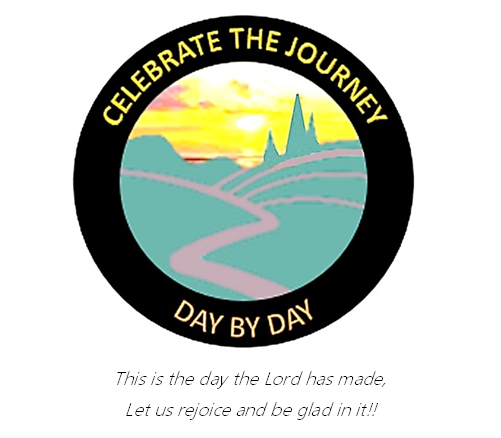 CELEBRATE THE JOURNEY
DAY BY DAY
This is the day the Lord has made,
Let us rejoice and be glad in it!!